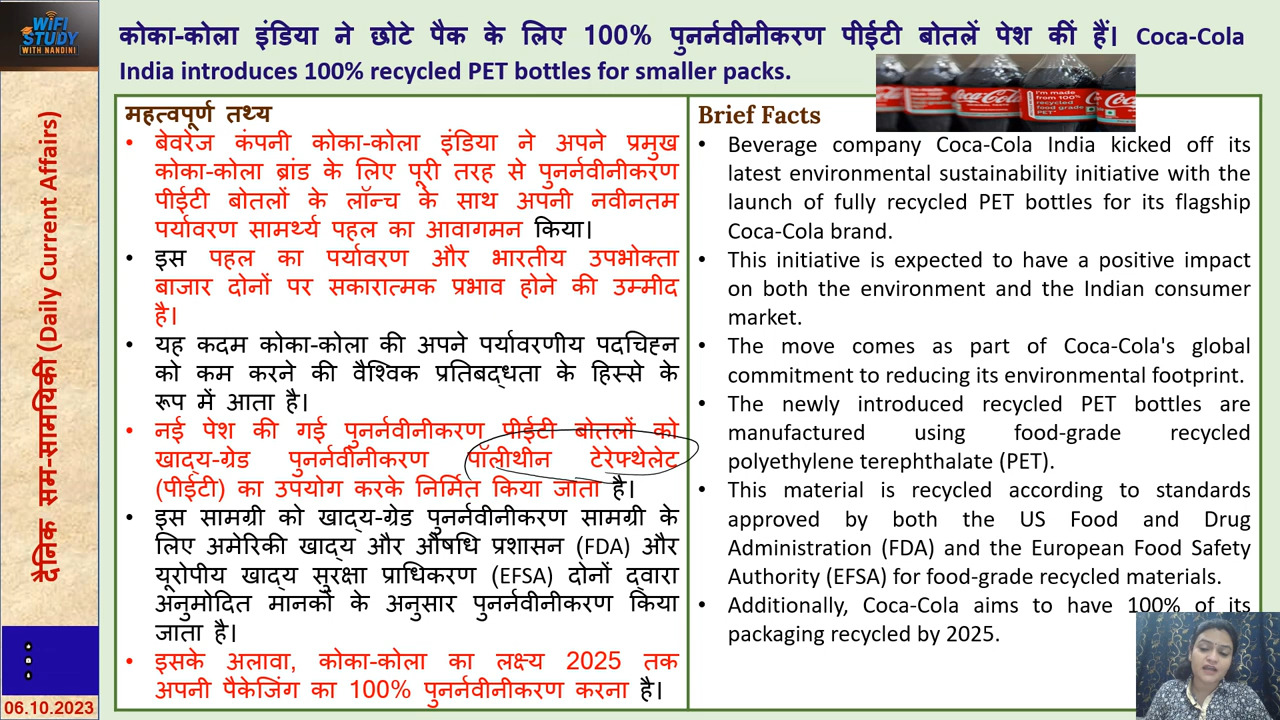 WiFi
STUDY
WITH NANDINI
कोका-कोला इंडिया ने छोटे पैक के लिए 100% पुनर्नवीनीकरण पीईटी बोतलें पेश कीं हैं। Coca-Cola
India introduces 100% recycled PET bottles for smaller packs.
दैनिक सम-सामयिकी (Daily Current Affairs)
06.10.2023
महत्वपूर्ण तथ्य
• बेवरेज कंपनी कोका-कोला इंडिया ने अपने प्रमुख
कोका-कोला ब्रांड के लिए पूरी तरह से पुनर्नवीनीकरण
पीईटी बोतलों के लॉन्च के साथ अपनी नवीनतम
पर्यावरण सामर्थ्य पहल का आवागमन किया।
• इस पहल का पर्यावरण और भारतीय उपभोक्ता
बाजार दोनों पर सकारात्मक प्रभाव होने की उम्मीद
है।
• यह कदम कोका-कोला की अपने पर्यावरणीय पदचिह्न
को कम करने की वैश्विक प्रतिबद्धता के हिस्से के
रूप में आता है।
• नई पेश की गई पुनर्नवीनीकरण पीईटी बोतलों को
खाद्य-ग्रेड पुनर्नवीनीकरण पॉलीथीन टेरेफ्थेलेट
(पीईटी) का उपयोग करके निर्मित किया जाता है।
• इस सामग्री को खाद्य-ग्रेड पुनर्नवीनीकरण सामग्री के
लिए अमेरिकी खाद्य और औषधि प्रशासन (FDA) और
यूरोपीय खाद्य सुरक्षा प्राधिकरण (EFSA) दोनों द्वारा
अनुमोदित मानकों के अनुसार पुनर्नवीनीकरण किया
जाता है।
• इसके अलावा, कोका-कोला का लक्ष्य 2025 तक
अपनी पैकेजिंग का 100% पुनर्नवीनीकरण करना है।
Brief Facts
Coca-Cola
I'm made
from 100%
recycled
food grade
PET*
• Beverage company Coca-Cola India kicked off its
latest environmental sustainability initiative with the
launch of fully recycled PET bottles for its flagship
Coca-Cola brand.
• This initiative is expected to have a positive impact
on both the environment and the Indian consumer
market.
• The move comes as part of Coca-Cola's global
commitment to reducing its environmental footprint.
• The newly introduced recycled PET bottles are
manufactured using food-grade recycled
polyethylene terephthalate (PET).
• This material is recycled according to standards
approved by both the US Food and Drug
Administration (FDA) and the European Food Safety
Authority (EFSA) for food-grade recycled materials.
• Additionally, Coca-Cola aims to have 100% of its
packaging recycled by 2025.